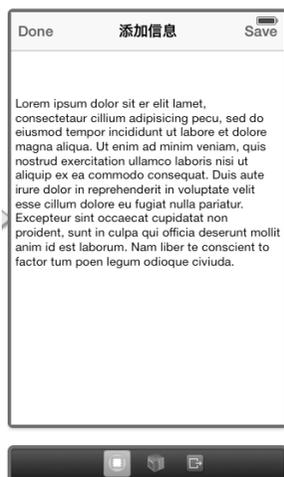 Done 添加信息 Save
Lorem ipsum dolor sit er elit lamet,
consectetaur cillium adipisicing pecu, sed do
eiusmod tempor incididunt ut labore et dolore
magna aliqua. Ut enim ad minim veniam, quis
nostrud exercitation ullamco laboris nisi ut
aliquip ex ea commodo consequat. Duis aute
irure dolor in reprehenderit in voluptate velit
esse cillum dolore eu fugiat nulla pariatur.
Excepteur sint occaecat cupidatat non
proident, sunt in culpa qui officia deserunt mollit
anim id est laborum. Nam liber te conscient to
factor tum poen legum odioque civiuda.